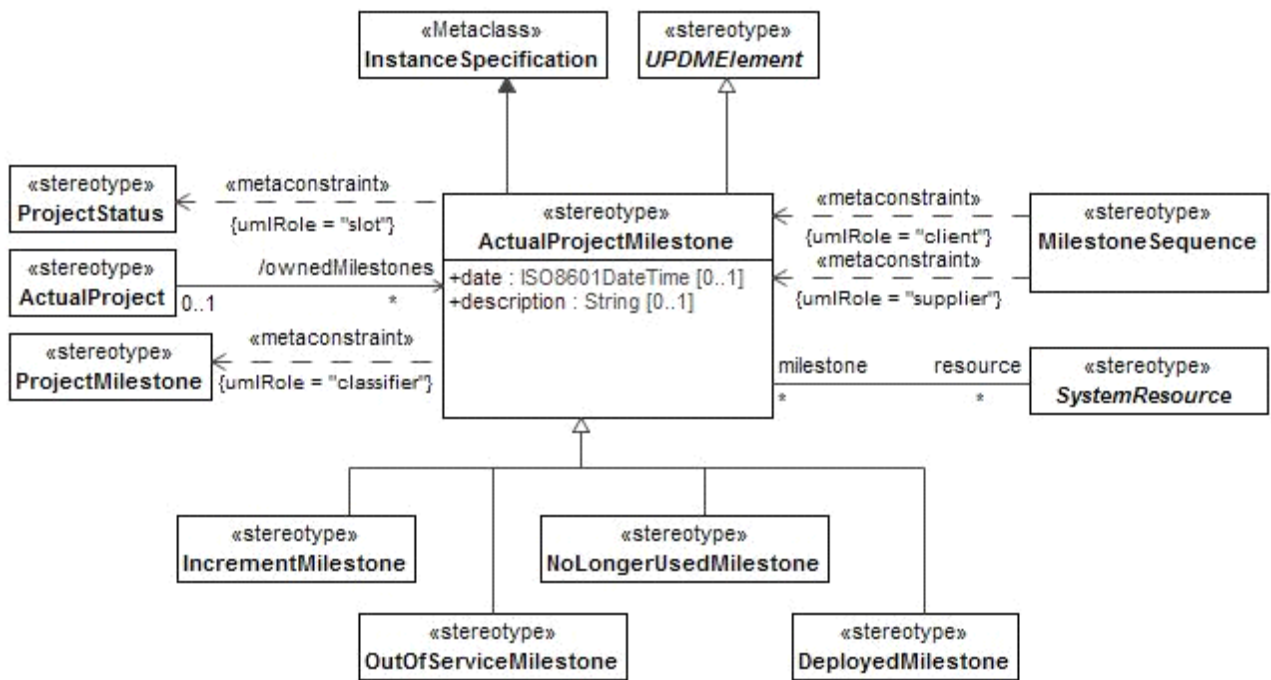 «Metaclass»
InstanceSpecification
«stereotype»
UPDMElement
«stereotype»
ProjectStatus
«metaconstraint»
{umlRole = "slot"}
«stereotype»
ActualProject
/ownedMilestones
0..1
*
«stereotype»
ProjectMilestone
«metaconstraint»
{umlRole = "classifier"}
«stereotype»
ActualProjectMilestone
+date : ISO8601DateTime [0..1]
+description : String [0..1]
«metaconstraint»
{umlRole = "client"}
«metaconstraint»
{umlRole = "supplier"}
«stereotype»
MilestoneSequence
milestone
*
resource
*
«stereotype»
SystemResource
«stereotype»
IncrementMilestone
«stereotype»
NoLongerUsedMilestone
«stereotype»
OutOfServiceMilestone
«stereotype»
DeployedMilestone